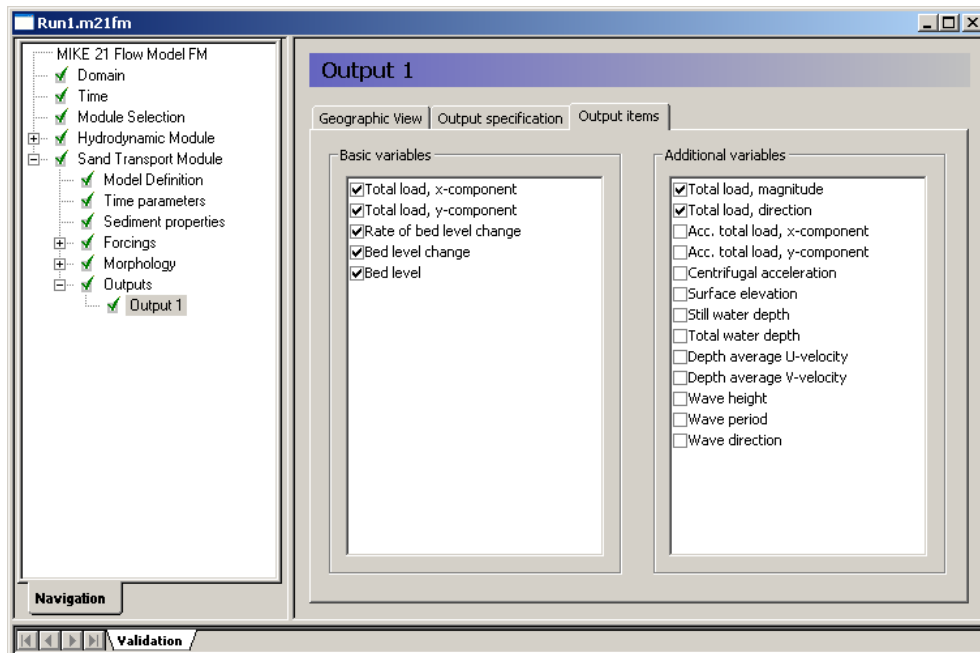 Run1.m21fm
MIKE 21 Flow Model FM
Domain
Time
Module Selection
Hydrodynamic Module
Sand Transport Module
Model Definition
Time parameters
Sediment properties
Forcings
Morphology
Outputs
Output 1
Navigation
Output 1
Geographic View
Output specification
Output items
Basic variables
Total load, x-component
Total load, y-component
Rate of bed level change
Bed level change
Bed level
Additional variables
Total load, magnitude
Total load, direction
Acc. total load, x-component
Acc. total load, y-component
Centrifugal acceleration
Surface elevation
Still water depth
Total water depth
Depth average U-velocity
Depth average V-velocity
Wave height
Wave period
Wave direction
Validation